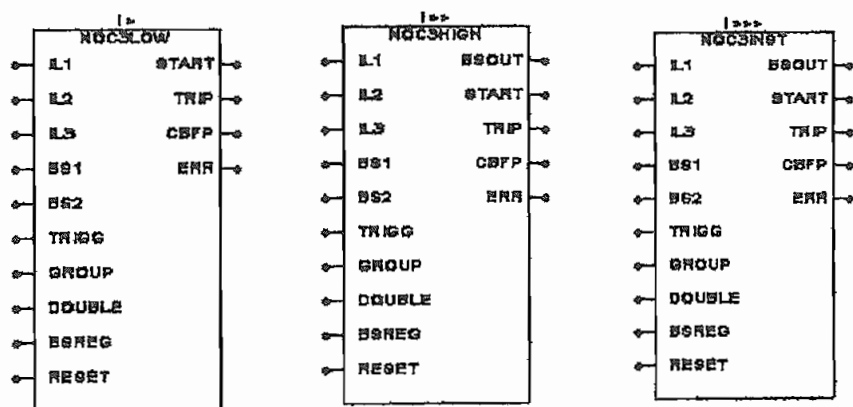 I>
NOC3LOW
IL1 START
IL2 TRIP
IL3 CBFP
BS1 ERR
BS2
TRIGG
GROUP
DOUBLE
BSREG
RESET
I>>
NOC3HIGH
IL1 BSOUT
IL2 START
IL3 TRIP
BS1 CBFP
BS2 ERR
TRIGG
GROUP
DOUBLE
BSREG
RESET
I>>>
NOC3INST
IL1 BSOUT
IL2 START
IL3 TRIP
BS1 CBFP
BS2 ERR
TRIGG
GROUP
DOUBLE
BSREG
RESET